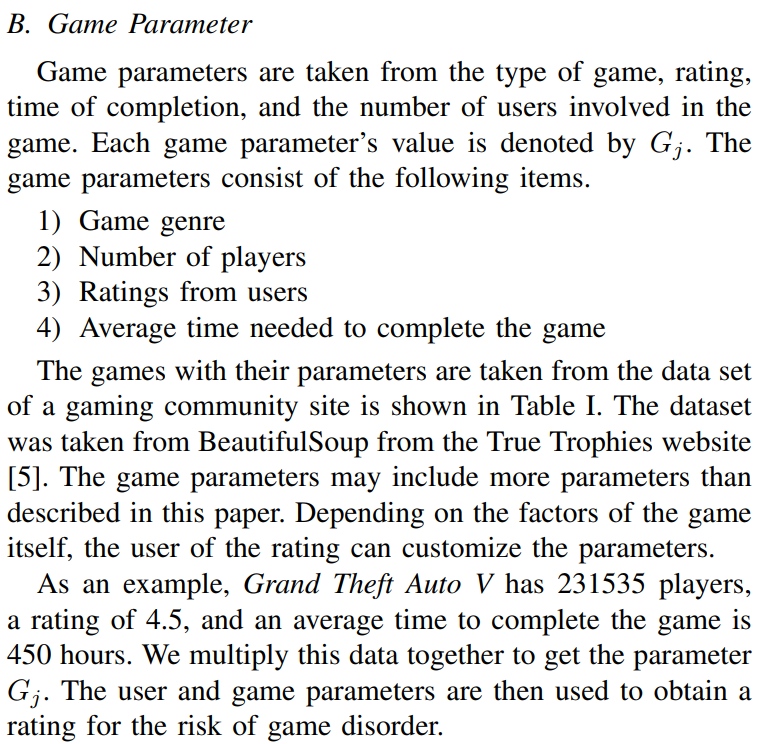 B. Game Parameter
Game parameters are taken from the type of game, rating,
time of completion, and the number of users involved in the
game. Each game parameter's value is denoted by Gj. The
game parameters consist of the following items.
1) Game genre
2) Number of players
3) Ratings from users
4) Average time needed to complete the game
The games with their parameters are taken from the data set
of a gaming community site is shown in Table I. The dataset
was taken from BeautifulSoup from the True Trophies website
[5]. The game parameters may include more parameters than
described in this paper. Depending on the factors of the game
itself, the user of the rating can customize the parameters.
As an example, Grand Theft Auto V has 231535 players,
a rating of 4.5, and an average time to complete the game is
450 hours. We multiply this data together to get the parameter
Gj. The user and game parameters are then used to obtain a
rating for the risk of game disorder.